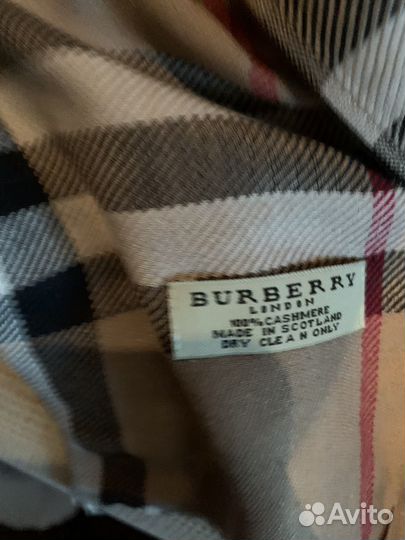 BURBERRY
LONDON
100% CASHMERE
MADE IN SCOTLAND
DRY CLEAN ONLY
Avito